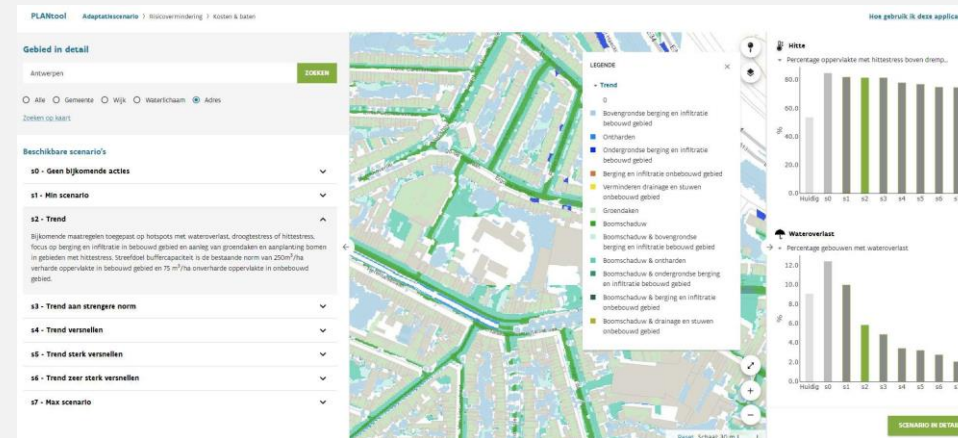 PLANtool
Adaptatiescenario > Risicovermindering > Kosten & baten
Hoe gebruik ik deze applica
Gebied in detail
Antwerpen
ZOEKEN
Alle Gemeente Wijk Waterlichaam Adres
Zoeken op kaart
Beschikbare scenario's
s0 - Geen bijkomende acties
s1 - Min scenario
s2 - Trend
Bijkomende maatregelen toegepast op hotspots met wateroverlast, droogtestress of hittestress,
focus op berging en infiltratie in bebouwd gebied en aanleg van groendaken en aanplanting bomen
in gebieden met hittestress. Streefdoel buffercapaciteit is de bestaande norm van 250m³/ha
verharde oppervlakte in bebouwd gebied en 75 m³/ha onverharde oppervlakte in onbebouwd
gebied.
s3 - Trend aan strengere norm
s4 - Trend versnellen
s5 - Trend sterk versnellen
s6 - Trend zeer sterk versnellen
s7 - Max scenario
LEGENDE
Trend
0
Bovengrondse berging en infiltratie
bebouwd gebied
Ontharden
Ondergrondse berging en infiltratie
bebouwd gebied
Berging en infiltratie onbebouwd gebied
Verminderen drainage en stuwen
onbebouwd gebied
Groendaken
Boomschaduw
Boomschaduw & bovengrondse
berging en infiltratie bebouwd gebied
Boomschaduw & ontharden
Boomschaduw & ondergrondse berging
en infiltratie bebouwd gebied
Boomschaduw & berging en infiltratie
onbebouwd gebied
Boomschaduw & drainage en stuwen
onbebouwd gebied
Hitte
Percentage oppervlakte met hittestress boven dremp...
80.0
60.0
%
40.0
20.0
0.0
Huidig s0 s1 s2 s3 s4 s5 s6
Wateroverlast
Percentage gebouwen met wateroverlast
12.0
10.0
8.0
%
6.0
4.0
2.0
0.0
Huidig s0 s1 s2 s3 s4 s5 s6
SCENARIO IN DETAI